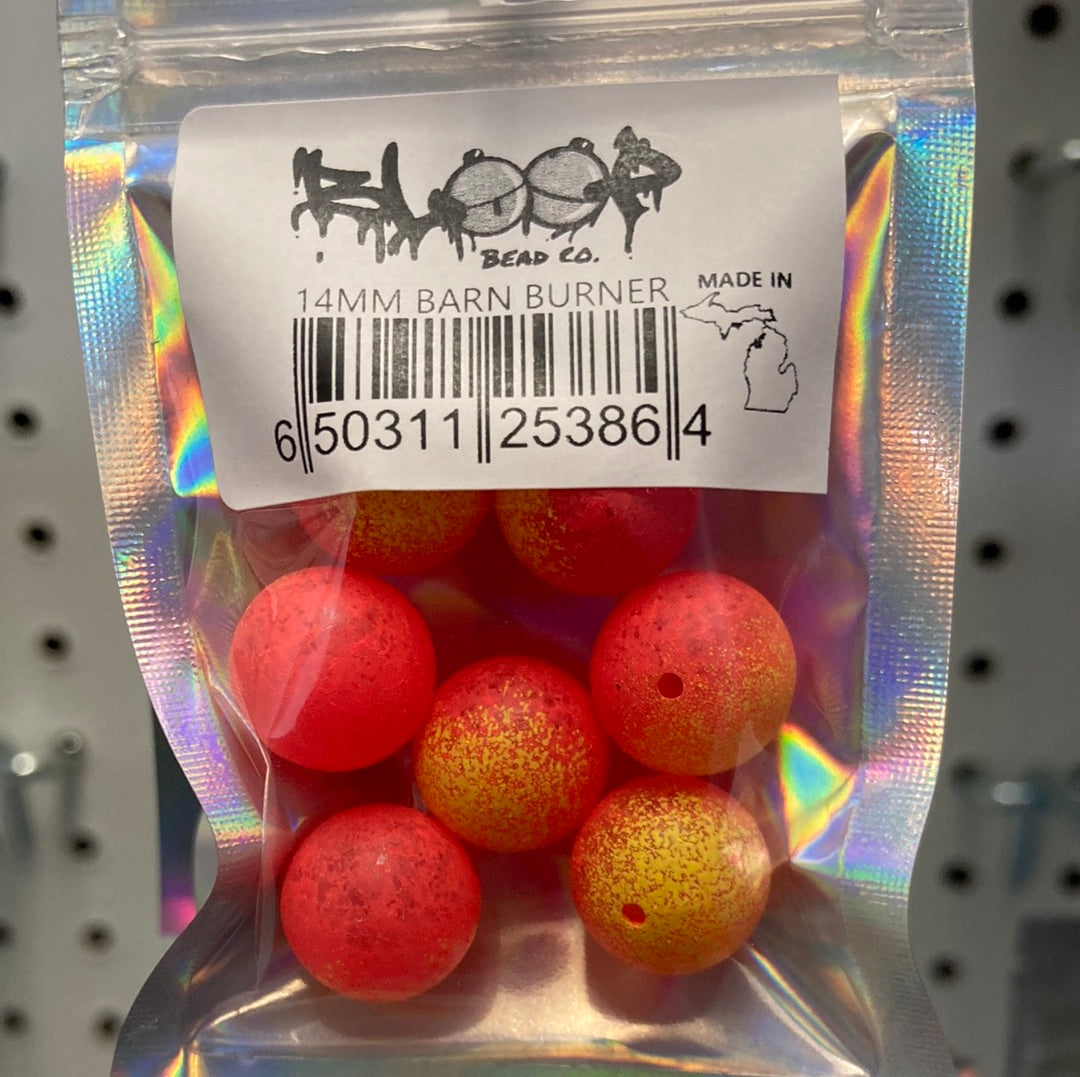 BLOOP
BEAD CO.
14MM BARN BURNER
MADE IN
6 50311 25386 4